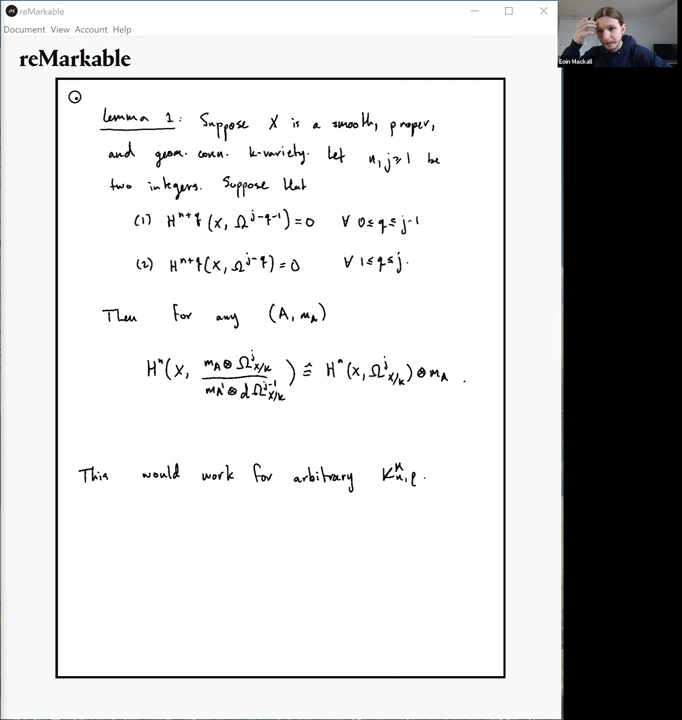 reMarkable
Document View Account Help
reMarkable
Eoin Mackall
Lemma 1: Suppose X is a smooth, proper,
and geom. conn. k-variety. Let n, j ≥ 1 be
two integers. Suppose that
(1) H^{n+q}(X, Ω^{j-q-1}) = 0 ∀ 0≤q≤j-1
(2) H^{n+q}(X, Ω^{j-q}) = 0 ∀ 1≤q≤j.
Then for any (A, m_A)
H^n(X, \frac{m_A ⊗ Ω^j_{X/k}}{m_A^i ⊗ dΩ^{j-1}_{X/k}}) ≅ H^n(X, Ω^j_{X/k}) ⊗ m_A .
This would work for arbitrary